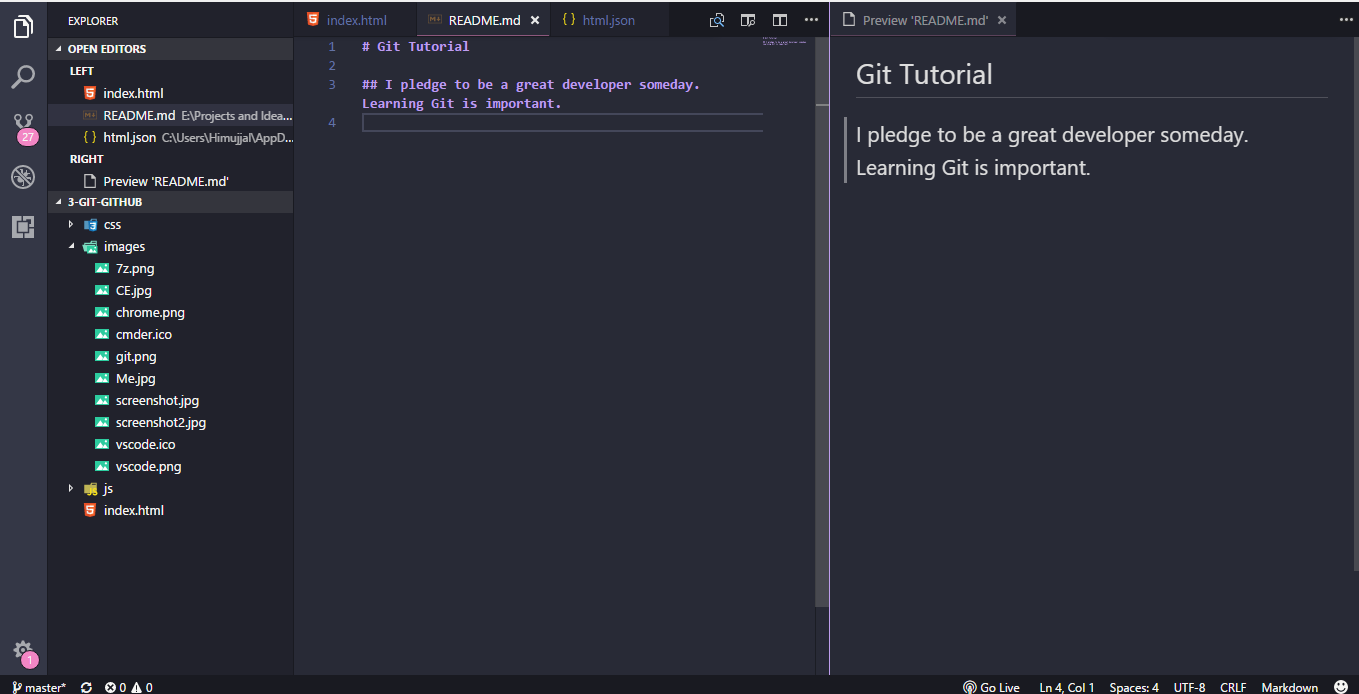 EXPLORER
OPEN EDITORS
LEFT
index.html
README.md E:\Projects and Idea...
html.json C:\Users\Himujjal\AppD...
RIGHT
Preview 'README.md'
3-GIT-GITHUB
css
images
7z.png
CE.jpg
chrome.png
cmder.ico
git.png
Me.jpg
screenshot.jpg
screenshot2.jpg
vscode.ico
vscode.png
js
index.html
27
1
index.html README.md html.json
1 # Git Tutorial
2
3 ## I pledge to be a great developer someday.
Learning Git is important.
4
Preview 'README.md'
Git Tutorial
I pledge to be a great developer someday.
Learning Git is important.
master* 0 0 Go Live Ln 4, Col 1 Spaces: 4 UTF-8 CRLF Markdown